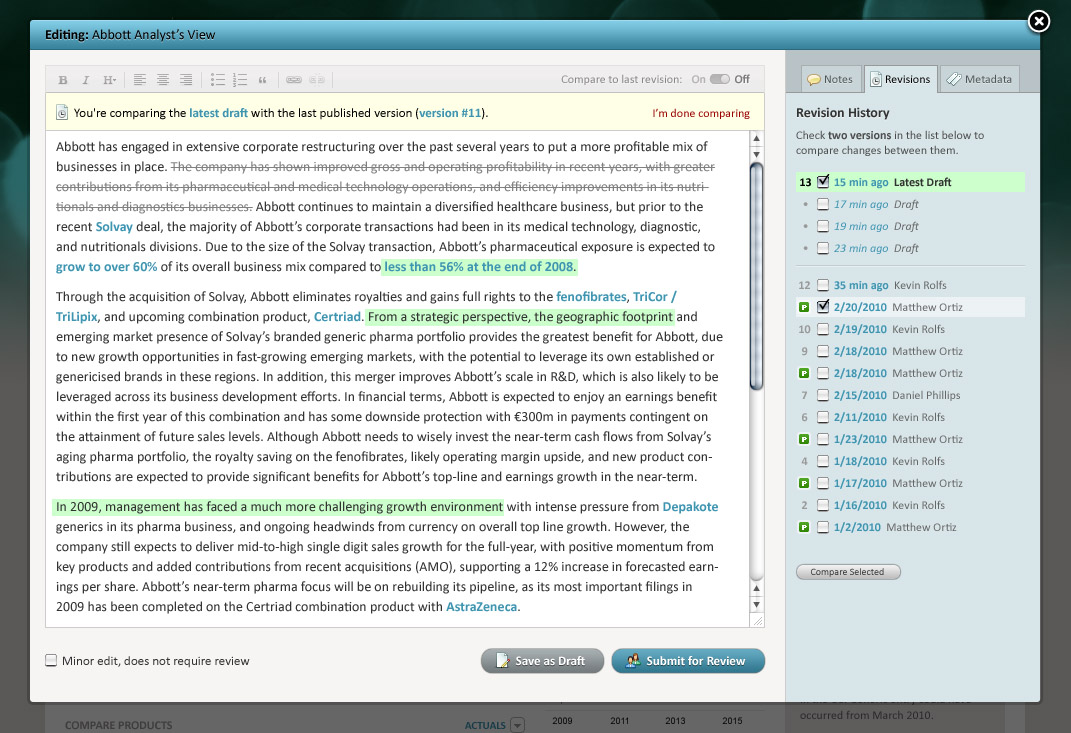 Editing: Abbott Analyst's View
B I H
Compare to last revision: On Off
You're comparing the latest draft with the last published version (version #11).
I'm done comparing
Abbott has engaged in extensive corporate restructuring over the past several years to put a more profitable mix of
businesses in place. The company has shown improved gross and operating profitability in recent years, with greater
contributions from its pharmaceutical and medical technology operations, and efficiency improvements in its nutri-
tionals and diagnostics businesses. Abbott continues to maintain a diversified healthcare business, but prior to the
recent Solvay deal, the majority of Abbott's corporate transactions had been in its medical technology, diagnostic,
and nutritionals divisions. Due to the size of the Solvay transaction, Abbott's pharmaceutical exposure is expected to
grow to over 60% of its overall business mix compared to less than 56% at the end of 2008.
Through the acquisition of Solvay, Abbott eliminates royalties and gains full rights to the fenofibrates, TriCor /
TriLipix, and upcoming combination product, Certriad. From a strategic perspective, the geographic footprint and
emerging market presence of Solvay's branded generic pharma portfolio provides the greatest benefit for Abbott, due
to new growth opportunities in fast-growing emerging markets, with the potential to leverage its own established or
genericised brands in these regions. In addition, this merger improves Abbott's scale in R&D, which is also likely to be
leveraged across its business development efforts. In financial terms, Abbott is expected to enjoy an earnings benefit
within the first year of this combination and has some downside protection with €300m in payments contingent on
the attainment of future sales levels. Although Abbott needs to wisely invest the near-term cash flows from Solvay's
aging pharma portfolio, the royalty saving on the fenofibrates, likely operating margin upside, and new product con-
tributions are expected to provide significant benefits for Abbott's top-line and earnings growth in the near-term.
In 2009, management has faced a much more challenging growth environment with intense pressure from Depakote
generics in its pharma business, and ongoing headwinds from currency on overall top line growth. However, the
company still expects to deliver mid-to-high single digit sales growth for the full-year, with positive momentum from
key products and added contributions from recent acquisitions (AMO), supporting a 12% increase in forecasted earn-
ings per share. Abbott's near-term pharma focus will be on rebuilding its pipeline, as its most important filings in
2009 has been completed on the Certriad combination product with AstraZeneca.
Minor edit, does not require review
Save as Draft
Submit for Review
Notes
Revisions
Metadata
Revision History
Check two versions in the list below to
compare changes between them.
13 15 min ago Latest Draft
17 min ago Draft
19 min ago Draft
23 min ago Draft
12 35 min ago Kevin Rolfs
P 2/20/2010 Matthew Ortiz
10 2/19/2010 Kevin Rolfs
9 2/18/2010 Matthew Ortiz
P 2/18/2010 Matthew Ortiz
7 2/15/2010 Daniel Phillips
6 2/11/2010 Kevin Rolfs
P 1/23/2010 Matthew Ortiz
4 1/18/2010 Kevin Rolfs
P 1/17/2010 Matthew Ortiz
2 1/16/2010 Kevin Rolfs
P 1/2/2010 Matthew Ortiz
Compare Selected
COMPARE PRODUCTS
ACTUALS
2009 2011 2013 2015
occurred from March 2010.